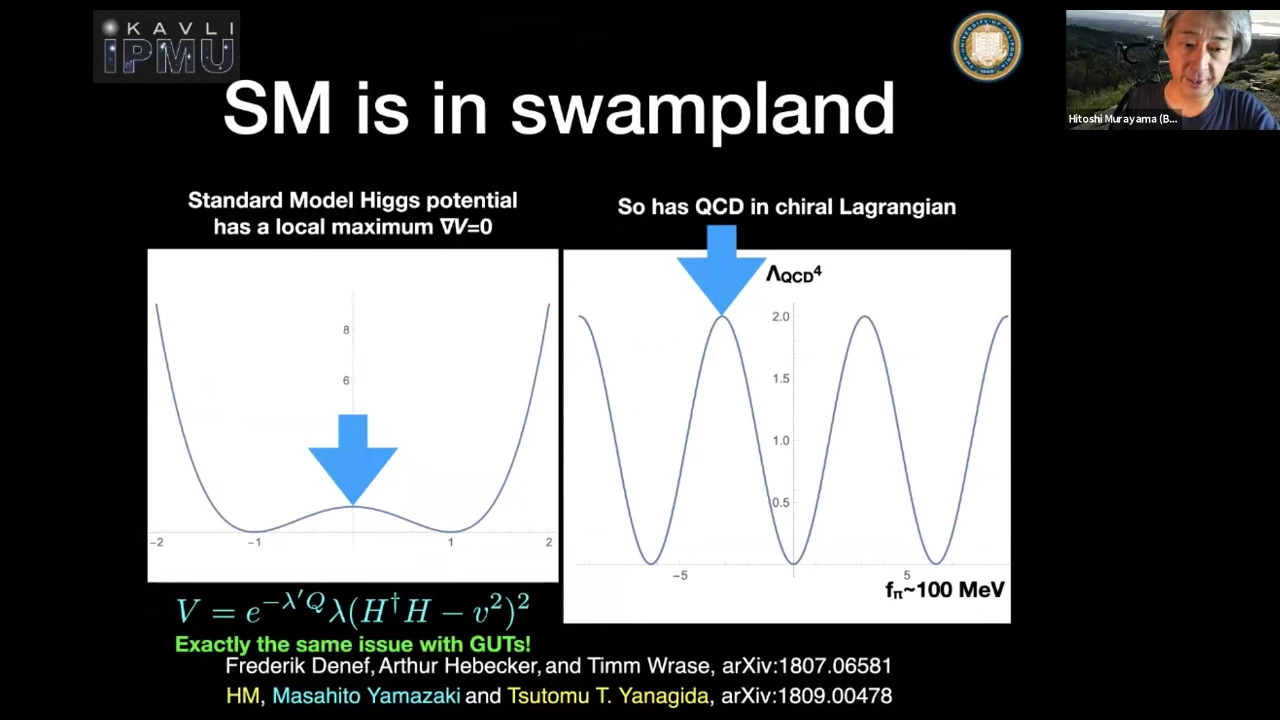 KAVLI
IPMU
SM is in swampland
Hitoshi Murayama (B...
Standard Model Higgs potential
has a local maximum ∇V=0
8
6
-2
-1
1
2
So has QCD in chiral Lagrangian
ΛQCD⁴
2.0
1.5
1.0
0.5
-5
5
fπ~100 MeV
V = e^{-λ'Q} λ(H†H − v²)²
Exactly the same issue with GUTs!
Frederik Denef, Arthur Hebecker, and Timm Wrase, arXiv:1807.06581
HM, Masahito Yamazaki and Tsutomu T. Yanagida, arXiv:1809.00478